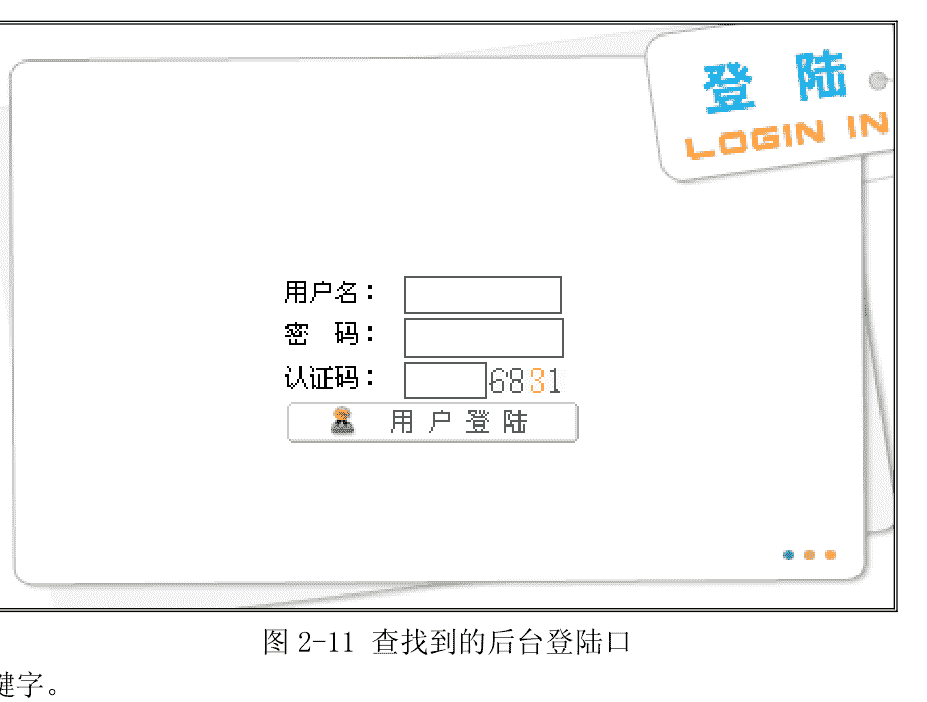 登 陆
LOGIN IN
用户名：
密 码：
认证码： 6831
用 户 登 陆
图 2-11 查找到的后台登陆口
键字。